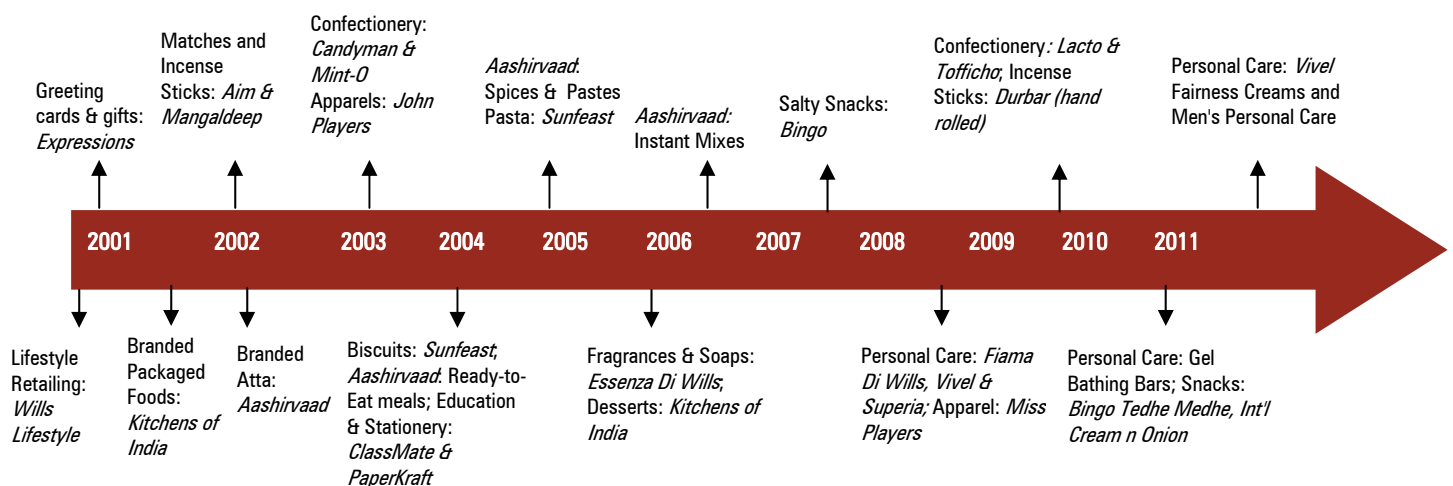 Greeting
cards & gifts:
Expressions
Matches and
Incense
Sticks: Aim &
Mangaldeep
Confectionery:
Candyman &
Mint-O
Apparels: John
Players
Aashirvaad:
Spices & Pastes
Pasta: Sunfeast
Aashirvaad:
Instant Mixes
Salty Snacks:
Bingo
Confectionery: Lacto &
Tofficho; Incense
Sticks: Durbar (hand
rolled)
Personal Care: Vivel
Fairness Creams and
Men's Personal Care
2001
2002
2003
2004
2005
2006
2007
2008
2009
2010
2011
Lifestyle
Retailing:
Wills
Lifestyle
Branded
Packaged
Foods:
Kitchens of
India
Branded
Atta:
Aashirvaad
Biscuits: Sunfeast;
Aashirvaad: Ready-to-
Eat meals; Education
& Stationery:
ClassMate &
PaperKraft
Fragrances & Soaps:
Essenza Di Wills;
Desserts: Kitchens of
India
Personal Care: Fiama
Di Wills, Vivel &
Superia; Apparel: Miss
Players
Personal Care: Gel
Bathing Bars; Snacks:
Bingo Tedhe Medhe, Int'l
Cream n Onion